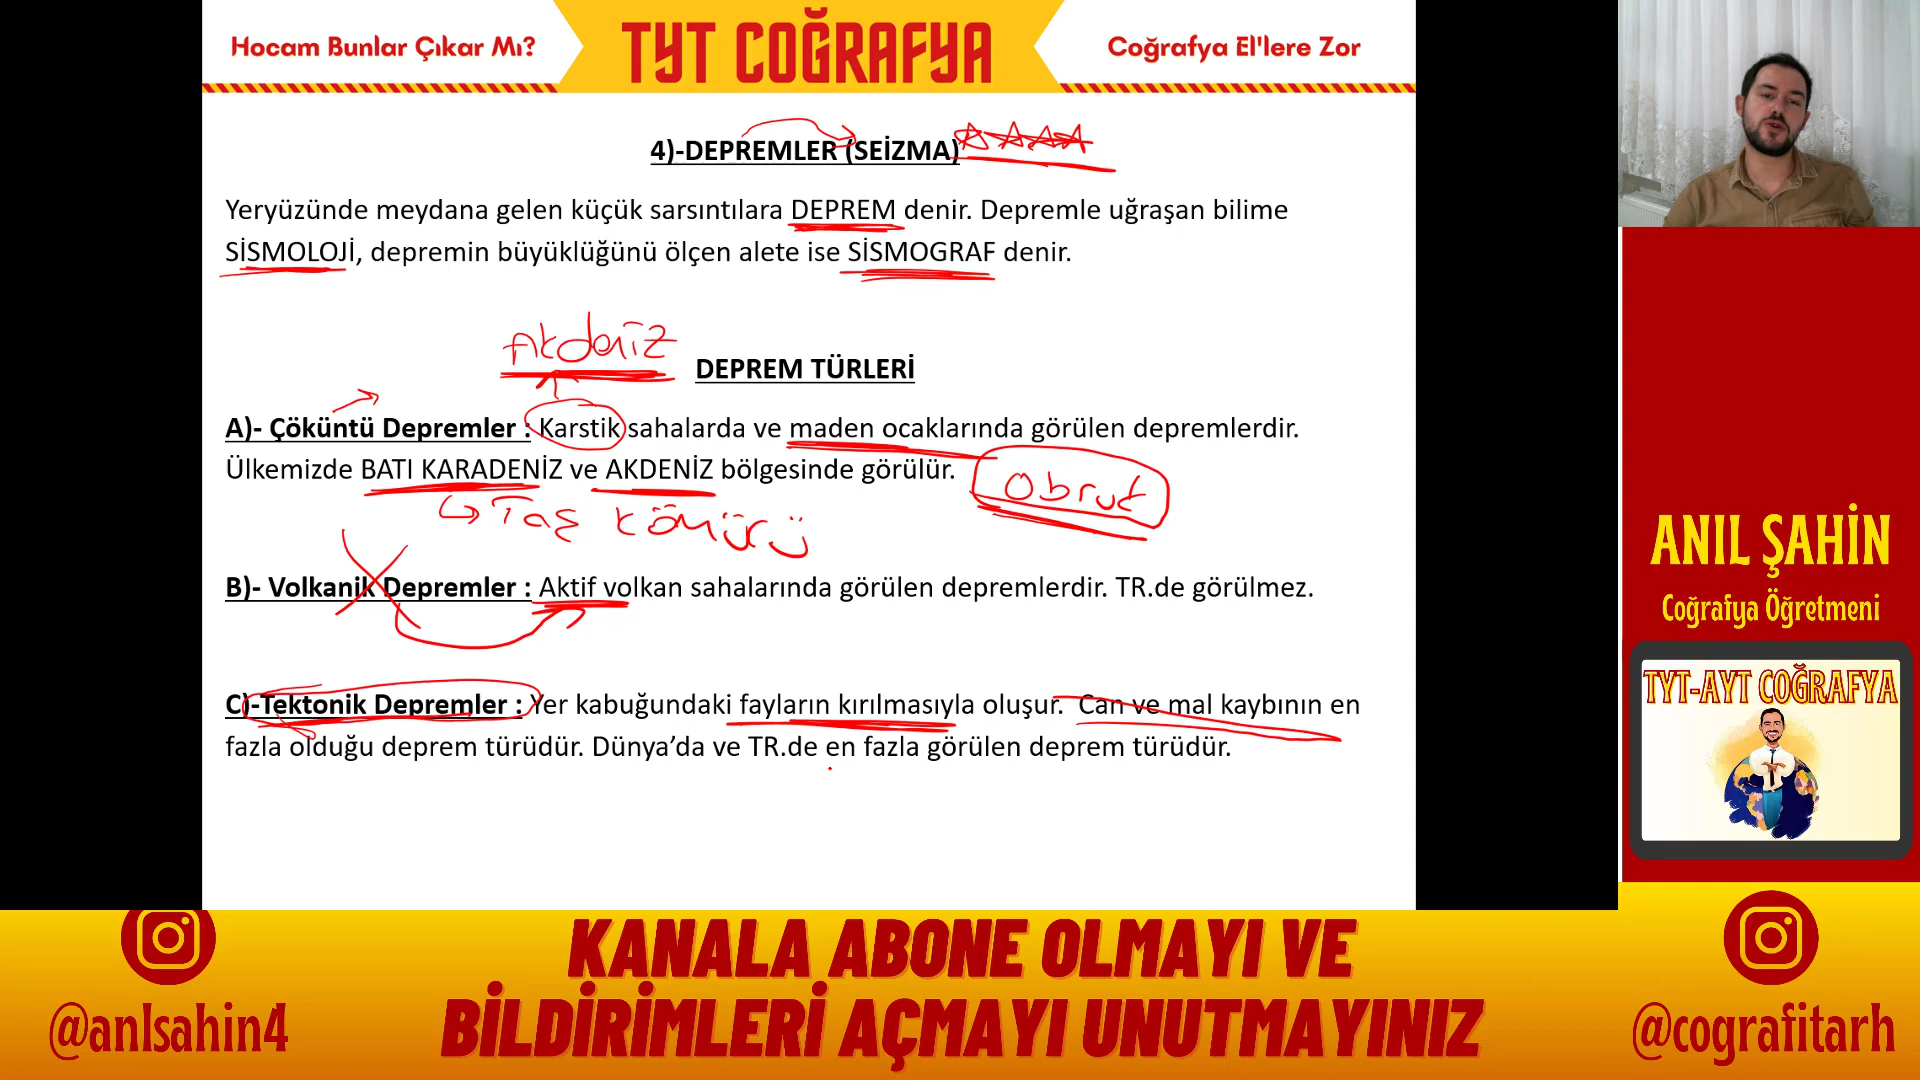 Hocam Bunlar Çıkar Mı?
TYT COĞRAFYA
Coğrafya El'lere Zor
4)-DEPREMLER (SEİZMA)
Yeryüzünde meydana gelen küçük sarsıntılara DEPREM denir. Depremle uğraşan bilime
SİSMOLOJİ, depremin büyüklüğünü ölçen alete ise SİSMOGRAF denir.
Akdeniz
DEPREM TÜRLERİ
A)- Çöküntü Depremler : Karstik sahalarda ve maden ocaklarında görülen depremlerdir.
Ülkemizde BATI KARADENİZ ve AKDENİZ bölgesinde görülür.
Obruk
Taş kömürü
B)- Volkanik Depremler : Aktif volkan sahalarında görülen depremlerdir. TR.de görülmez.
C)-Tektonik Depremler : Yer kabuğundaki fayların kırılmasıyla oluşur. Can ve mal kaybının en
fazla olduğu deprem türüdür. Dünya’da ve TR.de en fazla görülen deprem türüdür.
ANIL ŞAHİN
Coğrafya Öğretmeni
TYT-AYT COĞRAFYA
KANALA ABONE OLMAYI VE
BİLDİRİMLERİ AÇMAYI UNUTMAYINIZ
@anlsahin4
@cografitarh